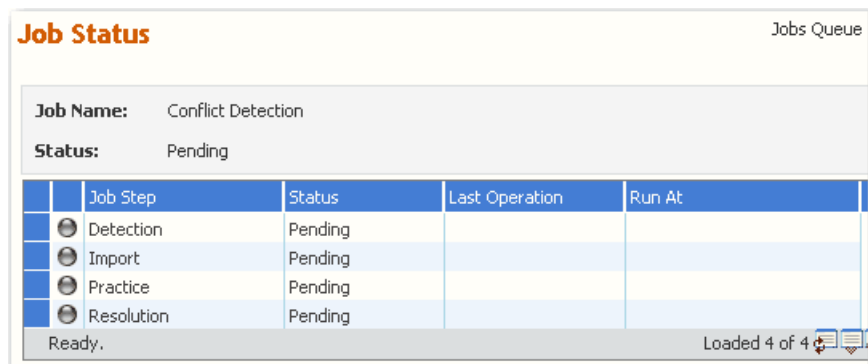 Job Status
Jobs Queue
Job Name: Conflict Detection
Status: Pending
Job Step Status Last Operation Run At
Detection Pending
Import Pending
Practice Pending
Resolution Pending
Ready. Loaded 4 of 4